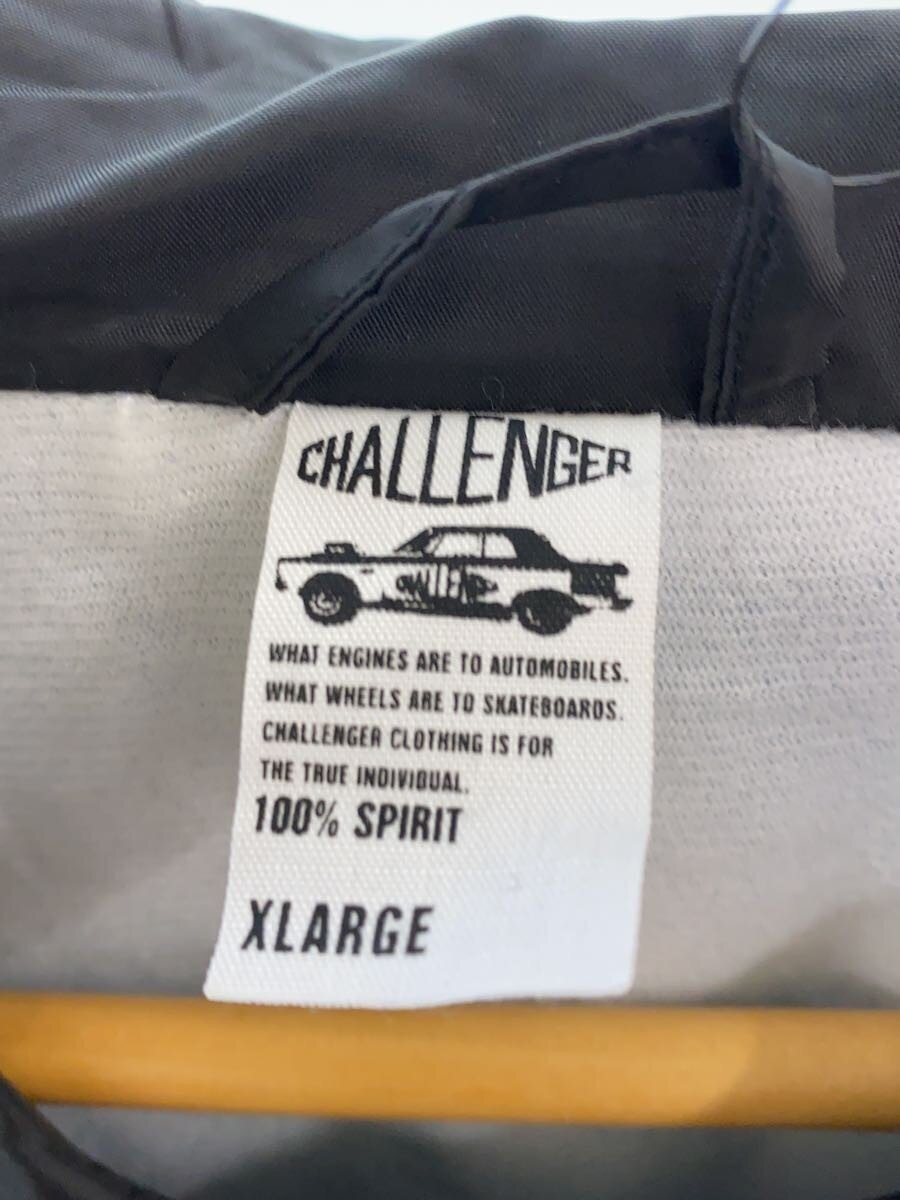 CHALLENGER
WHAT ENGINES ARE TO AUTOMOBILES.
WHAT WHEELS ARE TO SKATEBOARDS.
CHALLENGER CLOTHING IS FOR
THE TRUE INDIVIDUAL.
100% SPIRIT
XLARGE